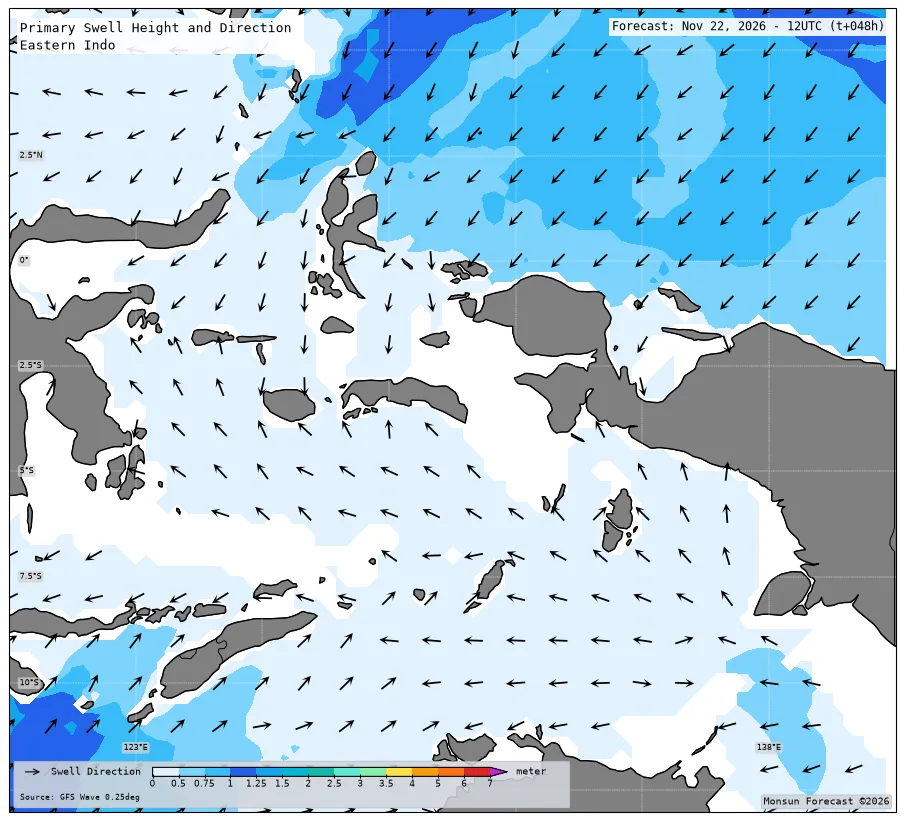 Primary Swell Height and Direction
Eastern Indo
Forecast: Nov 22, 2026 - 12UTC (t+048h)
2.5°N
0°
2.5°S
5°S
7.5°S
10°S
123°E
138°E
Swell Direction
0 0.5 0.75 1 1.25 1.5 2 2.5 3 3.5 4 5 6 7
meter
Source: GFS Wave 0.25deg
Monsun Forecast ©2026